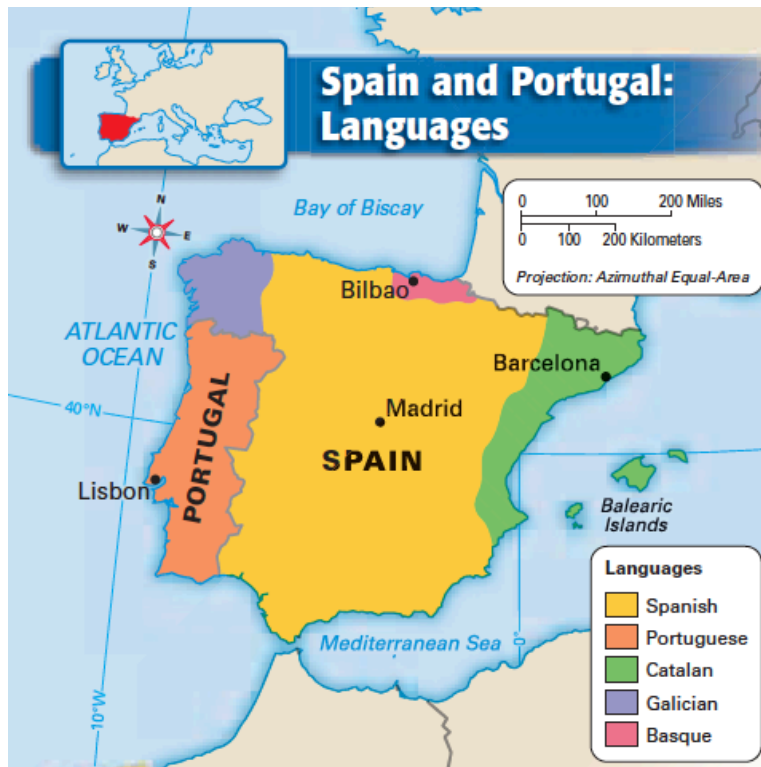 Spain and Portugal:
Languages
N
W
E
S
Bay of Biscay
0 100 200 Miles
0 100 200 Kilometers
Projection: Azimuthal Equal-Area
Bilbao
ATLANTIC
OCEAN
Barcelona
40°N
Madrid
PORTUGAL
SPAIN
Lisbon
Balearic
Islands
Mediterranean Sea
0°
10°W
Languages
Spanish
Portuguese
Catalan
Galician
Basque